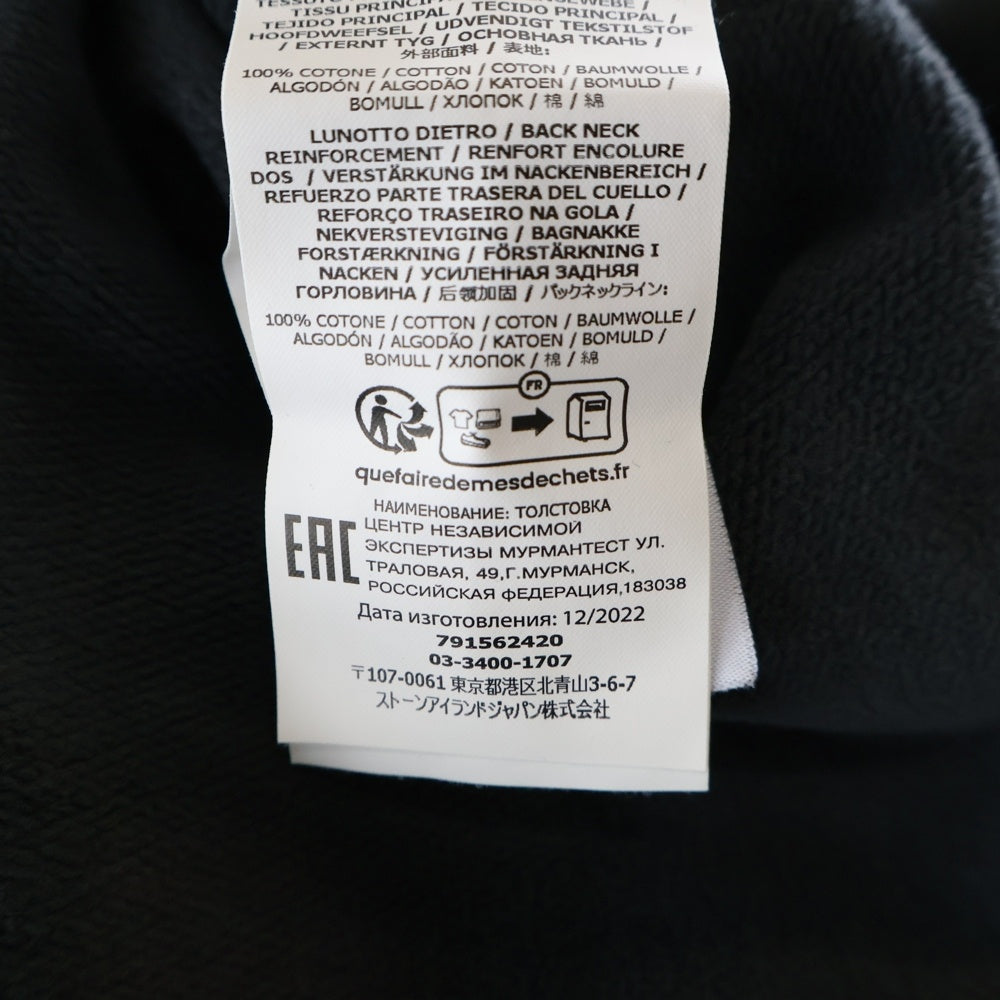 TISSU PRINCIPAL /
TEJIDO PRINCIPAL / TECIDO PRINCIPAL /
HOOFDWEEFSEL / UDVENDIGT TEKSTILSTOF
/ EXTERNT TYG / ОСНОВНАЯ ТКАНЬ /
外部面料 / 表地:
100% COTONE / COTTON / COTON / BAUMWOLLE /
ALGODÓN / ALGODÃO / KATOEN / BOMULD /
BOMULL / ХЛОПОК / 棉 / 綿
LUNOTTO DIETRO / BACK NECK
REINFORCEMENT / RENFORT ENCOLURE
DOS / VERSTÄRKUNG IM NACKENBEREICH /
REFUERZO PARTE TRASERA DEL CUELLO /
REFORÇO TRASEIRO NA GOLA /
NEKVERSTEVIGING / BAGNAKKE
FORSTÆRKNING / FÖRSTÄRKNING I
NACKEN / УСИЛЕННАЯ ЗАДНЯЯ
ГОРЛОВИНА / 后领加固 / バックネックライン:
100% COTONE / COTTON / COTON / BAUMWOLLE /
ALGODÓN / ALGODÃO / KATOEN / BOMULD /
BOMULL / ХЛОПОК / 棉 / 綿
FR
quefairedemesdechets.fr
EAC
НАИМЕНОВАНИЕ: ТОЛСТОВКА
ЦЕНТР НЕЗАВИСИМОЙ
ЭКСПЕРТИЗЫ МУРМАНТЕСТ УЛ.
ТРАЛОВАЯ, 49,Г.МУРМАНСК,
РОССИЙСКАЯ ФЕДЕРАЦИЯ,183038
Дата изготовления: 12/2022
791562420
03-3400-1707
〒107-0061 東京都港区北青山3-6-7
ストーンアイランドジャパン株式会社